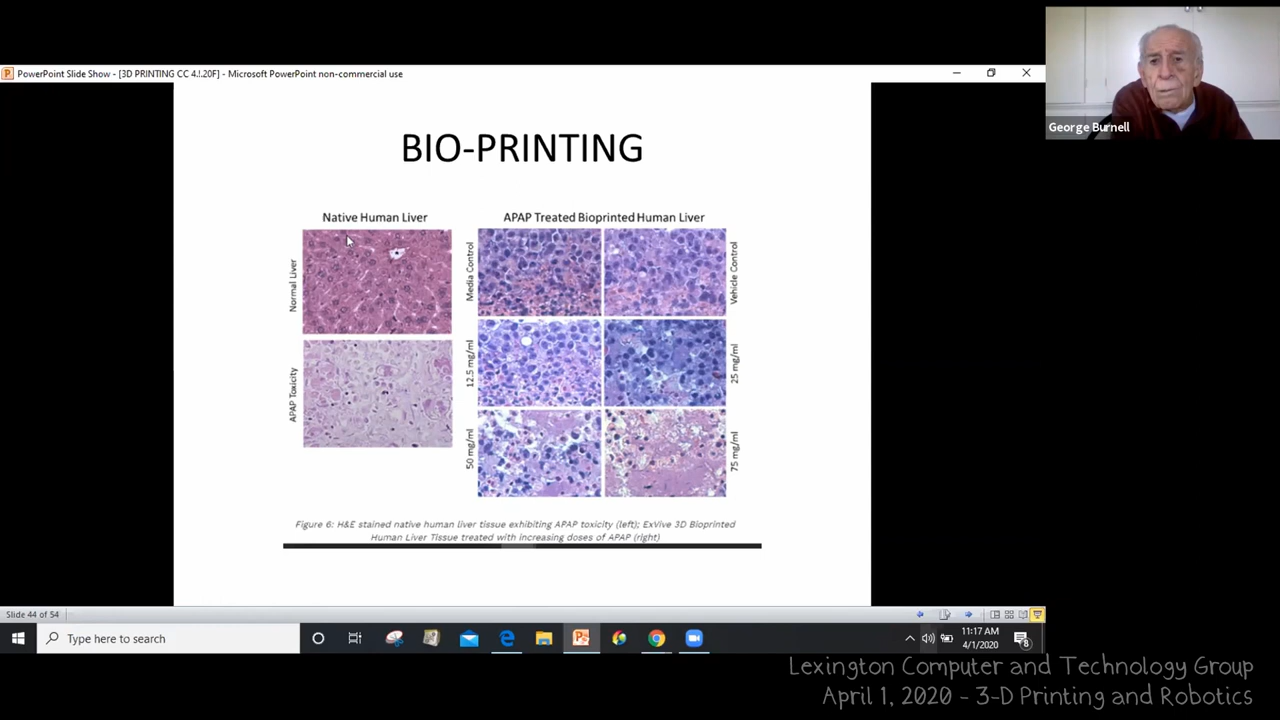 PowerPoint Slide Show - [3D PRINTING CC 4.!.20F] - Microsoft PowerPoint non-commercial use
George Burnell
BIO-PRINTING
Native Human Liver
APAP Treated Bioprinted Human Liver
Normal Liver
APAP Toxicity
Media Control
Vehicle Control
12.5 mg/ml
25 mg/ml
50 mg/ml
75 mg/ml
Figure 6: H&E stained native human liver tissue exhibiting APAP toxicity (left); ExVive 3D Bioprinted
Human Liver Tissue treated with increasing doses of APAP (right)
Slide 44 of 54
Type here to search
11:17 AM
4/1/2020
8
Lexington Computer and Technology Group
April 1, 2020 - 3-D Printing and Robotics